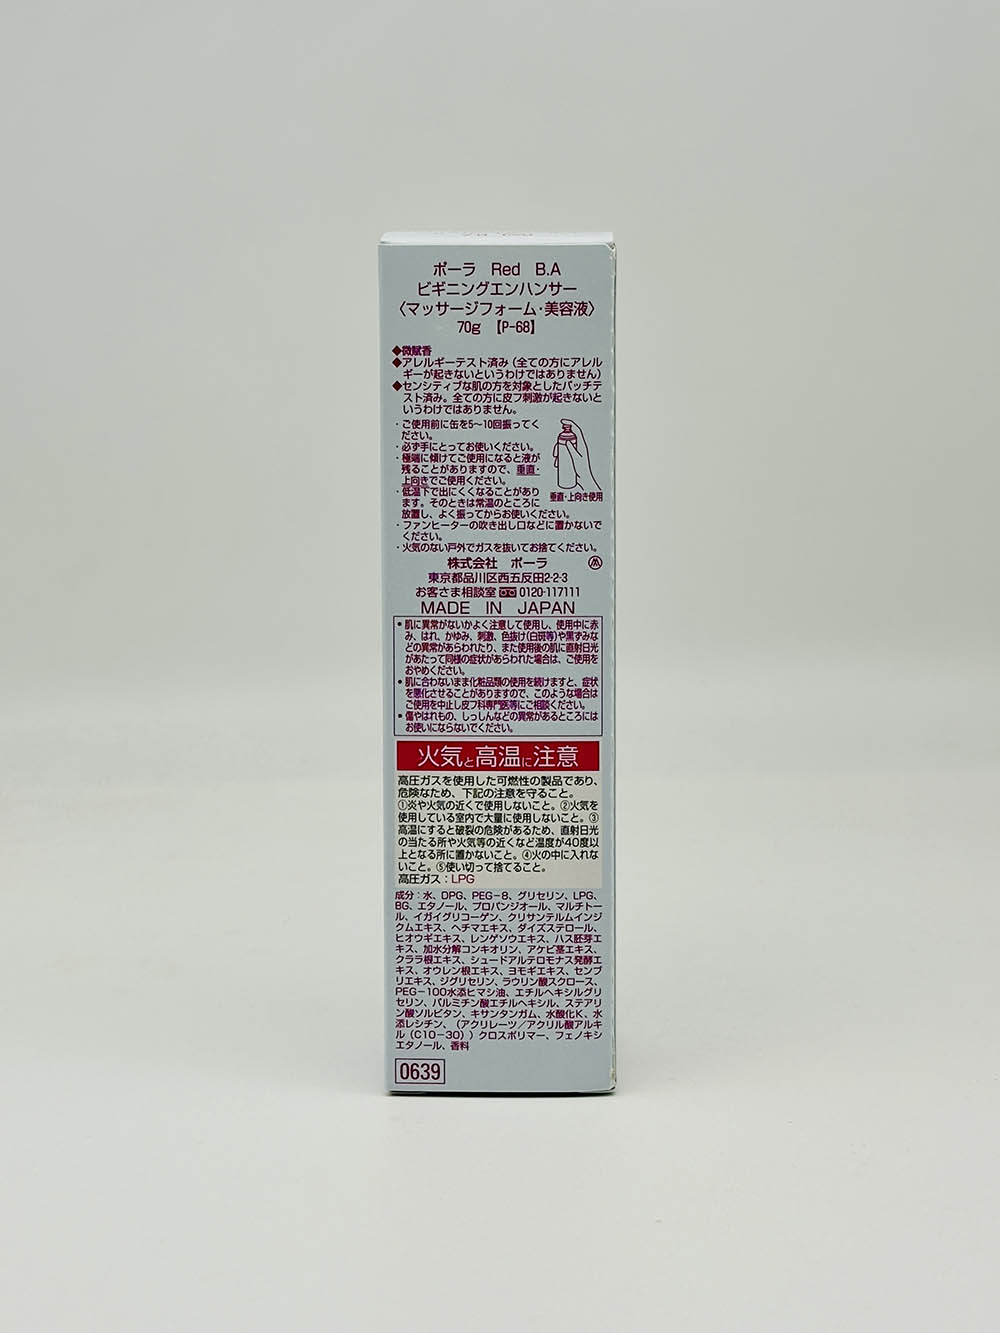 ポーラ Red B.A
ビギニングエンハンサー
〈マッサージフォーム・美容液〉
70g 【P-68】
◆微賦香
◆アレルギーテスト済み(全ての方にアレル
ギーが起きないというわけではありません)
◆センシティブな肌の方を対象としたパッチテ
スト済み。全ての方に皮フ刺激が起きないと
いうわけではありません。
・ご使用前に缶を5〜10回振ってく
ださい。
・必ず手にとってお使いください。
・極端に傾けてご使用になると液が
残ることがありますので、垂直・
上向きでご使用ください。
・低温下で出にくくなることがあり
ます。そのときは常温のところに
放置し、よく振ってからお使いください。
垂直・上向き使用
・ファンヒーターの吹き出し口などに置かないで
ください。
・火気のない戸外でガスを抜いてお捨てください。
株式会社 ポーラ
東京都品川区西五反田2-2-3
お客さま相談室 0120-117111
MADE IN JAPAN
• 肌に異常がないかよく注意して使用し、使用中に赤
み、はれ、かゆみ、刺激、色抜け(白斑等)や黒ずみな
どの異常があらわれたり、また使用後の肌に直射日光
があたって同様の症状があらわれた場合は、ご使用を
おやめください。
• 肌に合わないまま化粧品類の使用を続けますと、症状
を悪化させることがありますので、このような場合は
ご使用を中止し皮フ科専門医等にご相談ください。
• 傷やはれもの、しっしんなどの異常があるところには
お使いにならないでください。
火気と高温に注意
高圧ガスを使用した可燃性の製品であり、
危険なため、下記の注意を守ること。
①炎や火気の近くで使用しないこと。②火気を
使用している室内で大量に使用しないこと。③
高温にすると破裂の危険があるため、直射日光
の当たる所や火気等の近くなど温度が40度以
上となる所に置かないこと。④火の中に入れな
いこと。⑤使い切って捨てること。
高圧ガス：LPG
成分：水、DPG、PEG－8、グリセリン、LPG、
BG、エタノール、プロパンジオール、マルチトー
ル、イガイグリコーゲン、クリサンテルムインジ
クムエキス、ヘチマエキス、ダイズステロール、
ヒオウギエキス、レンゲソウエキス、ハス胚芽エ
キス、加水分解コンキオリン、アケビ茎エキス、
クララ根エキス、シュードアルテロモナス発酵エ
キス、オウレン根エキス、ヨモギエキス、センブ
リエキス、ジグリセリン、ラウリン酸スクロース、
PEG－100水添ヒマシ油、エチルヘキシルグリ
セリン、パルミチン酸エチルヘキシル、ステアリ
ン酸ソルビタン、キサンタンガム、水酸化K、水
添レシチン、（アクリレーツ／アクリル酸アルキ
ル（C10－30））クロスポリマー、フェノキシ
エタノール、香料
0639